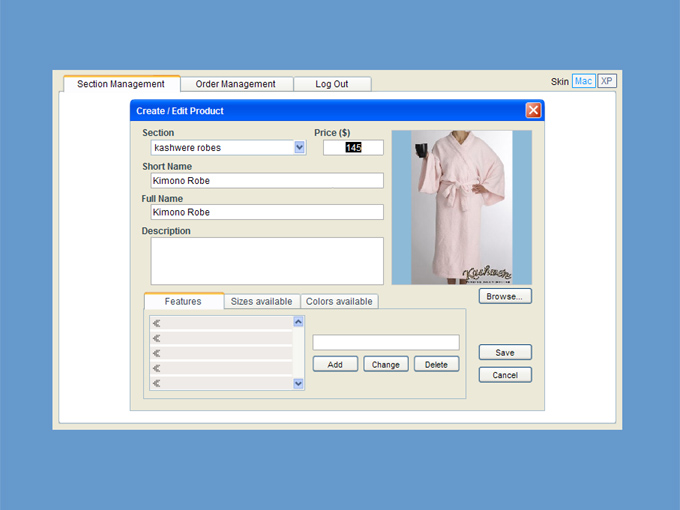 Section Management Order Management Log Out Skin Mac XP
Create / Edit Product
Section Price ($)
kashwere robes 145
Short Name
Kimono Robe
Full Name
Kimono Robe
Description
Kashwere
Browse...
Features Sizes available Colors available
Add Change Delete
Save
Cancel